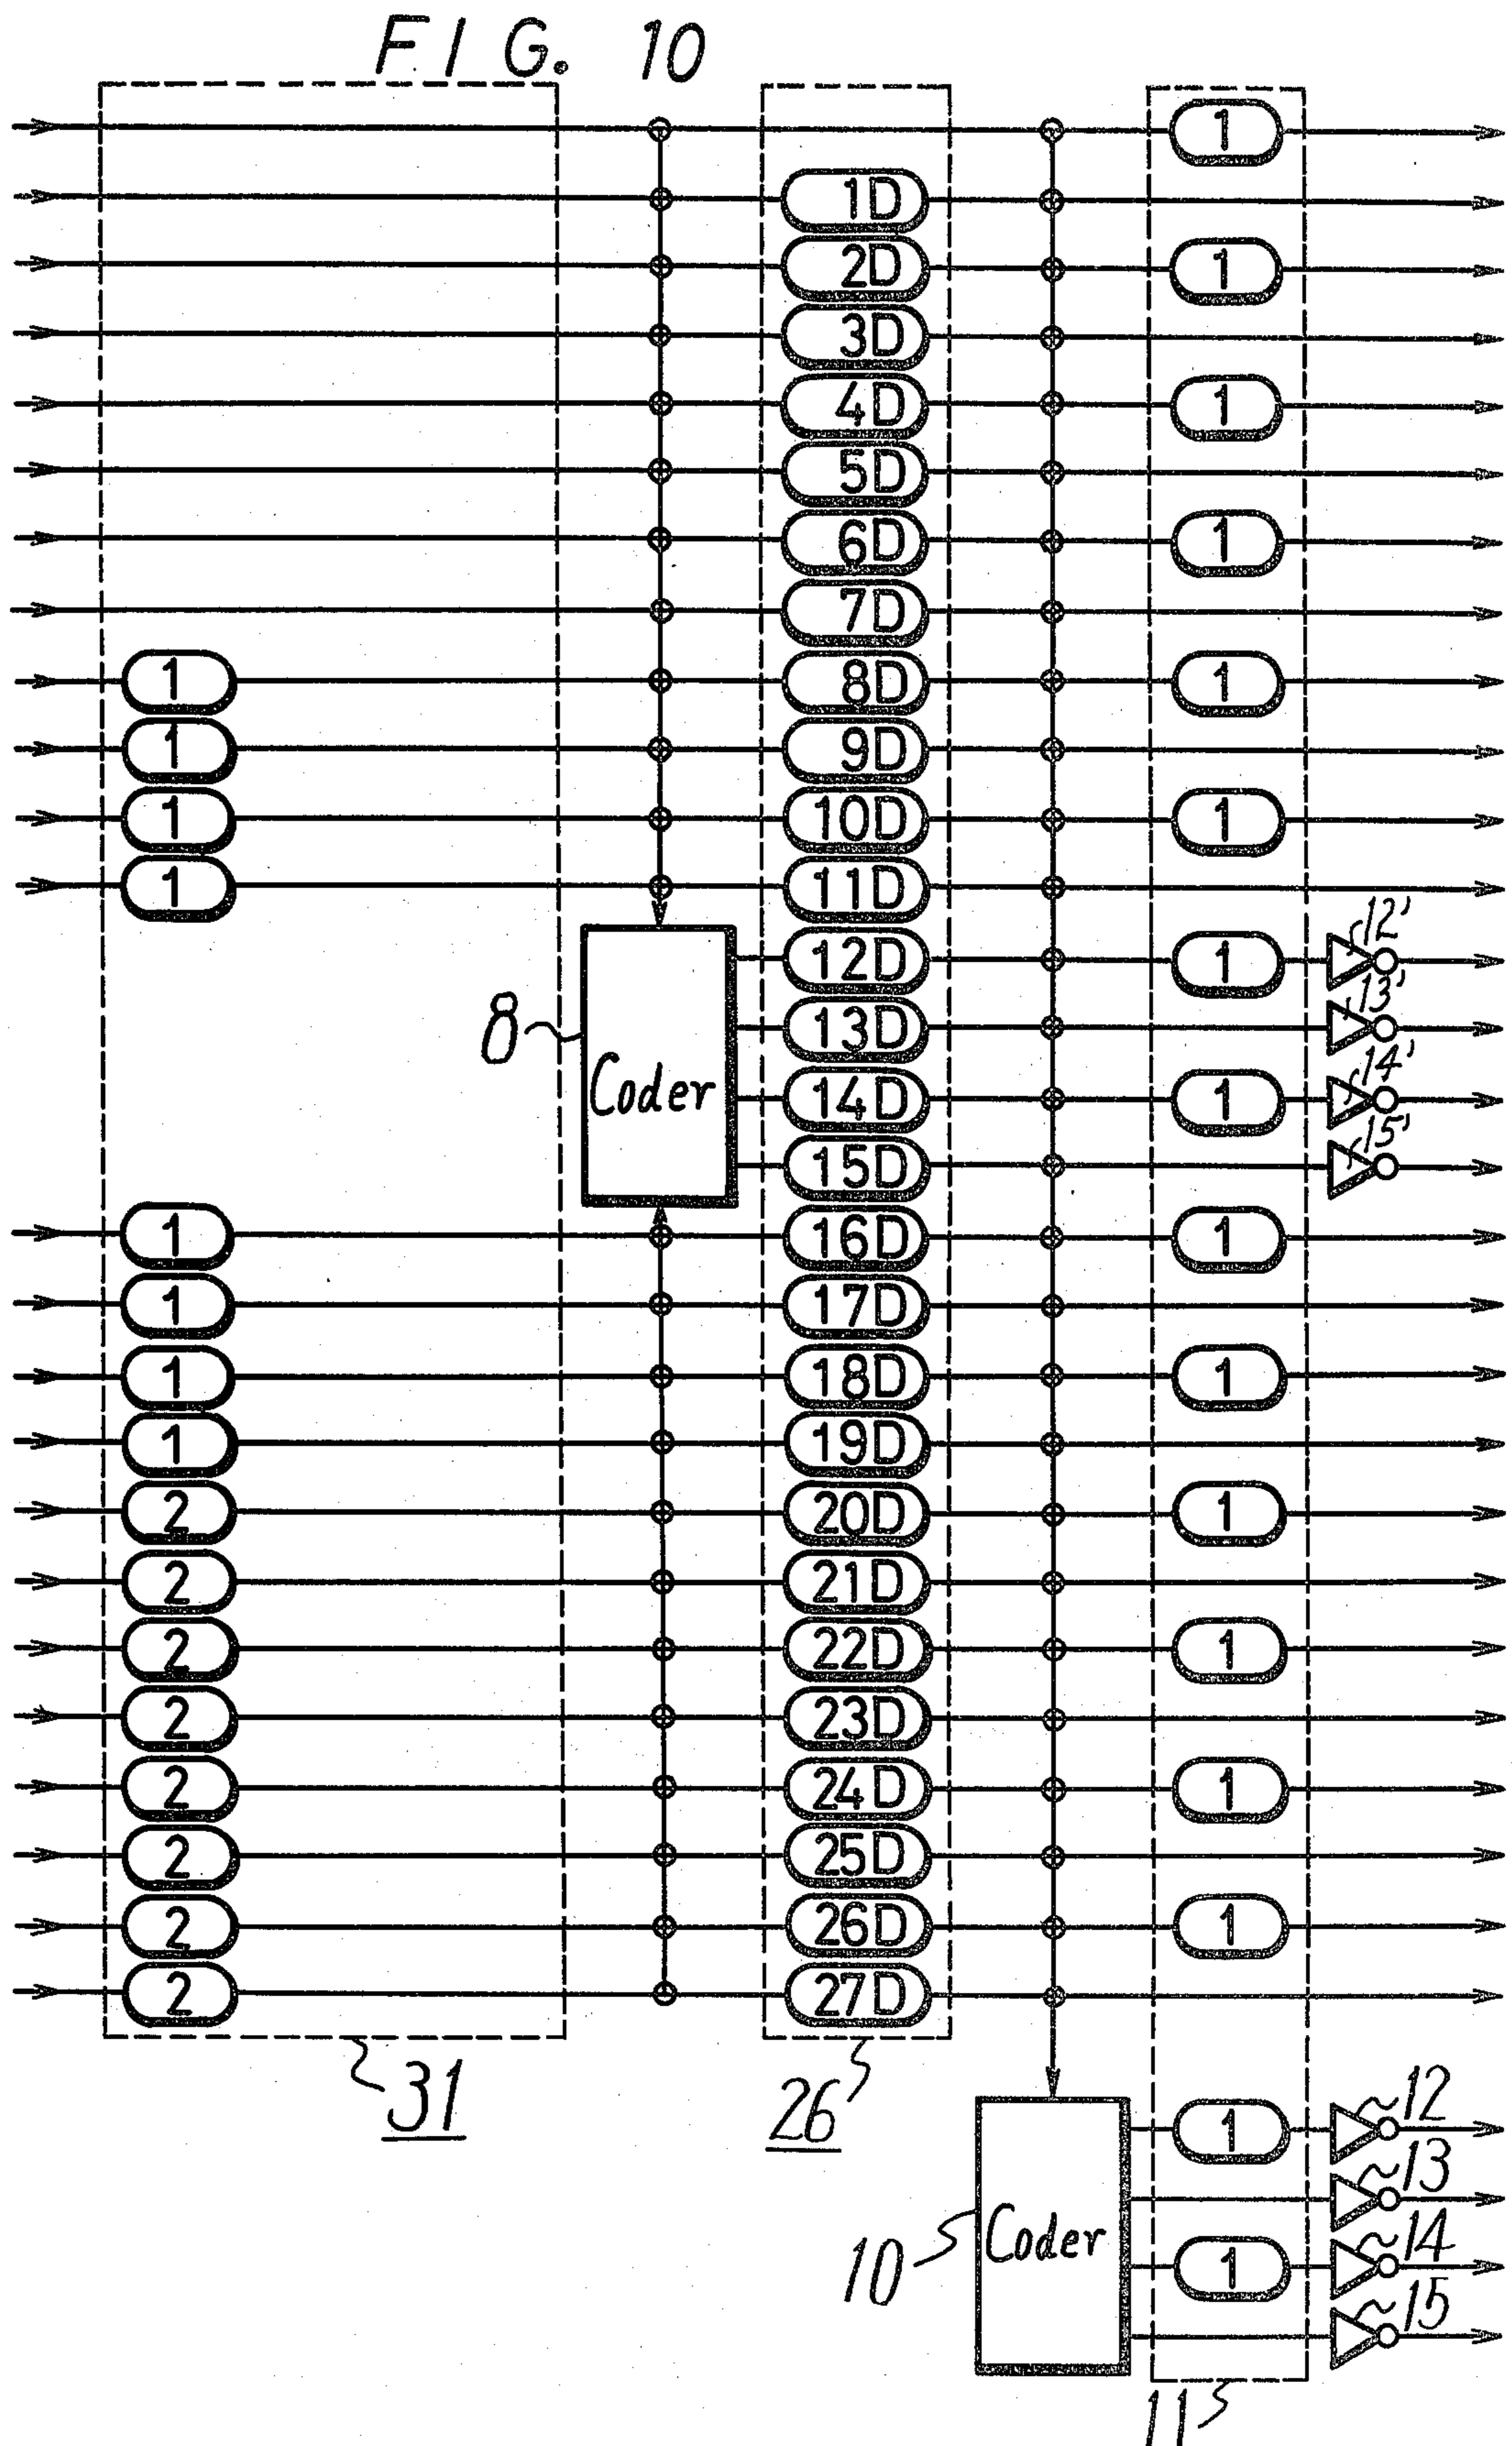 FIG. 10
1
1D
2D 1
3D
4D 1
5D
6D 1
7D
1 8D 1
1 9D
1 10D 1
1 11D
12D 1 12'
13D 13'
8 Coder
14D 1 14'
15D 15'
1 16D 1
1 17D
1 18D 1
1 19D
2 20D 1
2 21D
2 22D 1
2 23D
2 24D 1
2 25D
2 26D 1
2 27D
31 26
1 12
13
10 Coder
1 14
15
11